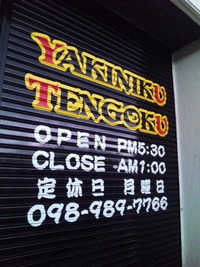 YAKINIKU
TENGOKU
OPEN PM5:30
CLOSE AM1:00
定休日 月曜日
098-989-7766